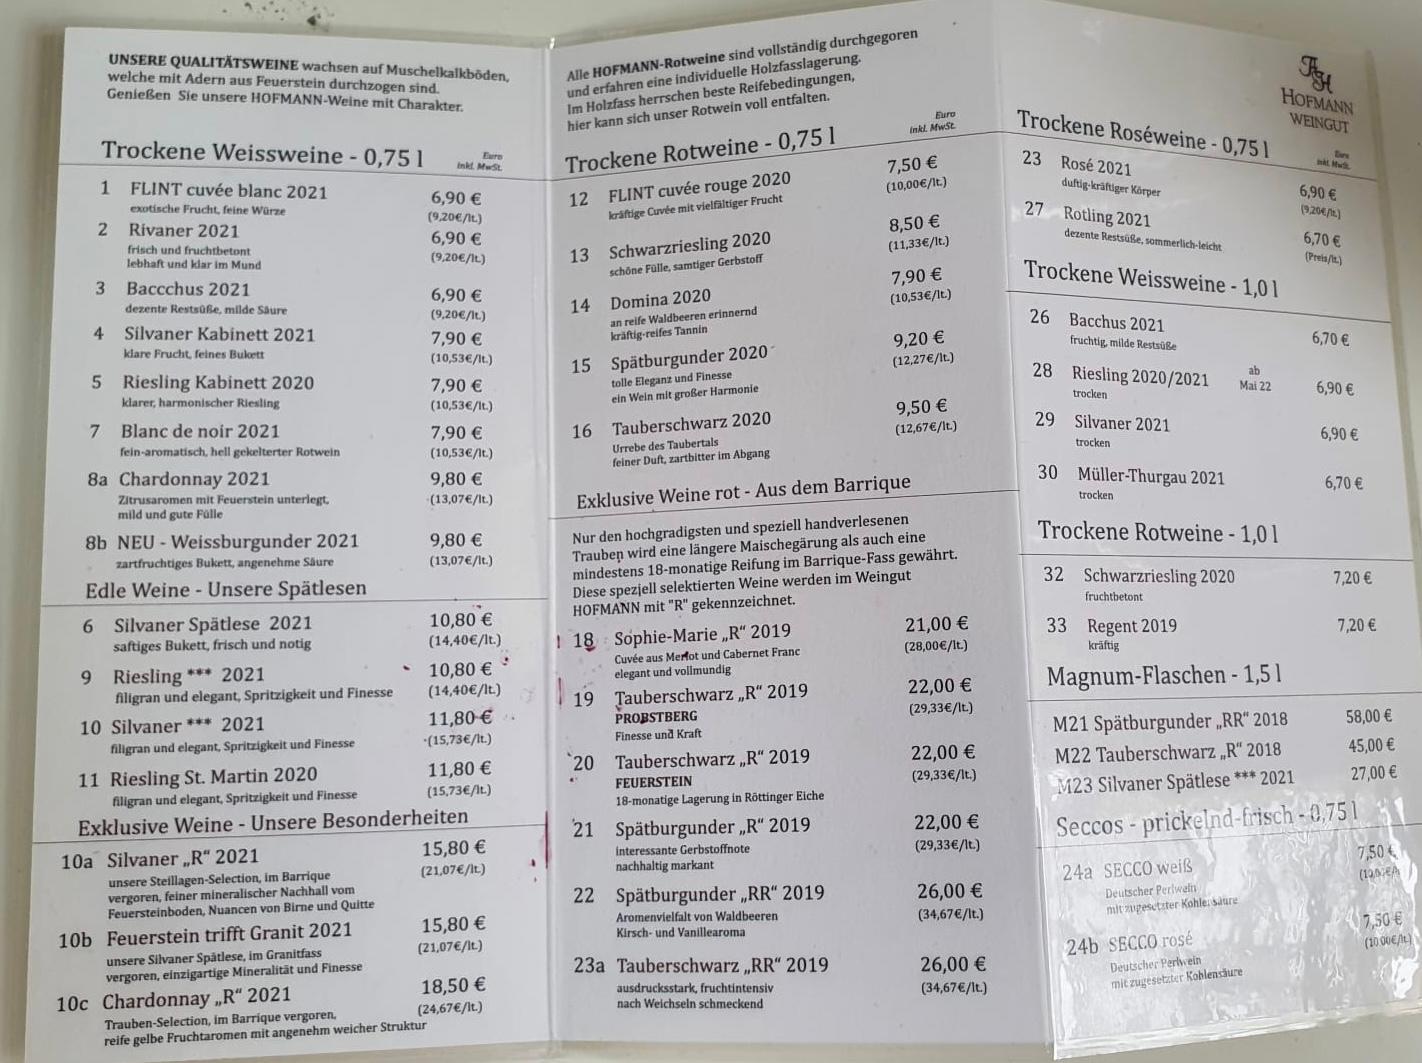 UNSERE QUALITÄTSWEINE wachsen auf Muschelkalkböden,
welche mit Adern aus Feuerstein durchzogen sind.
Genießen Sie unsere HOFMANN-Weine mit Charakter.
Trockene Weissweine - 0,75 l Euro
inkl. MwSt.
1 FLINT cuvée blanc 2021 6,90 €
exotische Frucht, feine Würze (9,20€/lt.)
2 Rivaner 2021 6,90 €
frisch und fruchtbetont (9,20€/lt.)
lebhaft und klar im Mund
3 Baccchus 2021 6,90 €
dezente Restsüße, milde Säure (9,20€/lt.)
4 Silvaner Kabinett 2021 7,90 €
klare Frucht, feines Bukett (10,53€/lt.)
5 Riesling Kabinett 2020 7,90 €
klarer, harmonischer Riesling (10,53€/lt.)
7 Blanc de noir 2021 7,90 €
fein-aromatisch, hell gekelterter Rotwein (10,53€/lt.)
8a Chardonnay 2021 9,80 €
Zitrusaromen mit Feuerstein unterlegt, (13,07€/lt.)
mild und gute Fülle
8b NEU - Weissburgunder 2021 9,80 €
zartfruchtiges Bukett, angenehme Säure (13,07€/lt.)
Edle Weine - Unsere Spätlesen
6 Silvaner Spätlese 2021 10,80 €
saftiges Bukett, frisch und notig (14,40€/lt.)
9 Riesling *** 2021 10,80 €
filigran und elegant, Spritzigkeit und Finesse (14,40€/lt.)
10 Silvaner *** 2021 11,80 €
filigran und elegant, Spritzigkeit und Finesse (15,73€/lt.)
11 Riesling St. Martin 2020 11,80 €
filigran und elegant, Spritzigkeit und Finesse (15,73€/lt.)
Exklusive Weine - Unsere Besonderheiten
10a Silvaner „R“ 2021 15,80 €
unsere Steillagen-Selection, im Barrique (21,07€/lt.)
vergoren, feiner mineralischer Nachhall vom
Feuersteinboden, Nuancen von Birne und Quitte
10b Feuerstein trifft Granit 2021 15,80 €
unsere Silvaner Spätlese, im Granitfass (21,07€/lt.)
vergoren, einzigartige Mineralität und Finesse
10c Chardonnay „R“ 2021 18,50 €
Trauben-Selection, im Barrique vergoren, (24,67€/lt.)
reife gelbe Fruchtaromen mit angenehm weicher Struktur
Alle HOFMANN-Rotweine sind vollständig durchgegoren
und erfahren eine individuelle Holzfasslagerung.
Im Holzfass herrschen beste Reifebedingungen,
hier kann sich unser Rotwein voll entfalten.
Trockene Rotweine - 0,75 l Euro
inkl. MwSt.
12 FLINT cuvée rouge 2020 7,50 €
kräftige Cuvée mit vielfältiger Frucht (10,00€/lt.)
13 Schwarzriesling 2020 8,50 €
schöne Fülle, samtiger Gerbstoff (11,33€/lt.)
14 Domina 2020 7,90 €
an reife Waldbeeren erinnernd (10,53€/lt.)
kräftig-reifes Tannin
15 Spätburgunder 2020 9,20 €
tolle Eleganz und Finesse (12,27€/lt.)
ein Wein mit großer Harmonie
16 Tauberschwarz 2020 9,50 €
Urrebe des Taubertals (12,67€/lt.)
feiner Duft, zartbitter im Abgang
Exklusive Weine rot - Aus dem Barrique
Nur den hochgradigsten und speziell handverlesenen
Trauben wird eine längere Maischegärung als auch eine
mindestens 18-monatige Reifung im Barrique-Fass gewährt.
Diese speziell selektierten Weine werden im Weingut
HOFMANN mit "R" gekennzeichnet.
18 Sophie-Marie „R“ 2019 21,00 €
Cuvée aus Merlot und Cabernet Franc (28,00€/lt.)
elegant und vollmundig
19 Tauberschwarz „R“ 2019 22,00 €
PROBSTBERG (29,33€/lt.)
Finesse und Kraft
20 Tauberschwarz „R“ 2019 22,00 €
FEUERSTEIN (29,33€/lt.)
18-monatige Lagerung in Röttinger Eiche
21 Spätburgunder „R“ 2019 22,00 €
interessante Gerbstoffnote (29,33€/lt.)
nachhaltig markant
22 Spätburgunder „RR“ 2019 26,00 €
Aromenvielfalt von Waldbeeren (34,67€/lt.)
Kirsch- und Vanillearoma
23a Tauberschwarz „RR“ 2019 26,00 €
ausdrucksstark, fruchtintensiv (34,67€/lt.)
nach Weichseln schmeckend
HOFMANN
WEINGUT
Trockene Roséweine - 0,75 l Euro
inkl. MwSt.
23 Rosé 2021 6,90 €
duftig-kräftiger Körper (9,20€/lt.)
27 Rotling 2021 6,70 €
dezente Restsüße, sommerlich-leicht (Preis/lt.)
Trockene Weissweine - 1,0 l
26 Bacchus 2021 6,70 €
fruchtig, milde Restsüße
28 Riesling 2020/2021 ab Mai 22 6,90 €
trocken
29 Silvaner 2021 6,90 €
trocken
30 Müller-Thurgau 2021 6,70 €
trocken
Trockene Rotweine - 1,0 l
32 Schwarzriesling 2020 7,20 €
fruchtbetont
33 Regent 2019 7,20 €
kräftig
Magnum-Flaschen - 1,5 l
M21 Spätburgunder „RR“ 2018 58,00 €
M22 Tauberschwarz „R“ 2018 45,00 €
M23 Silvaner Spätlese *** 2021 27,00 €
Seccos - prickelnd-frisch - 0,75 l
24a SECCO weiß 7,50 €
Deutscher Perlwein
mit zugesetzter Kohlensäure
24b SECCO rosé 7,50 €
Deutscher Perlwein (10,00€/lt.)
mit zugesetzter Kohlensäure